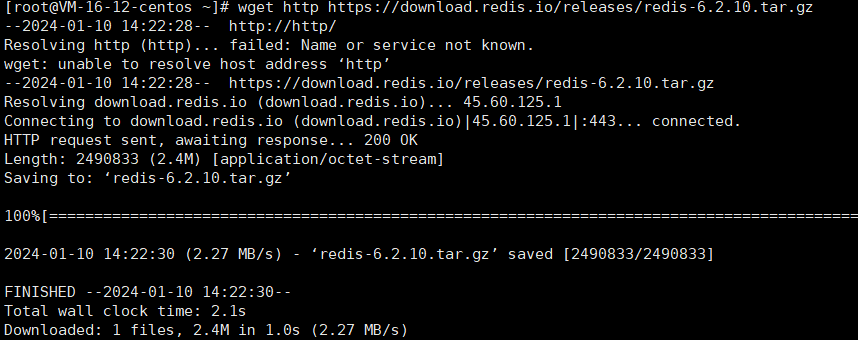 [root@VM-16-12-centos ~]# wget http https://download.redis.io/releases/redis-6.2.10.tar.gz
--2024-01-10 14:22:28--  http://http/
Resolving http (http)... failed: Name or service not known.
wget: unable to resolve host address ‘http’
--2024-01-10 14:22:28--  https://download.redis.io/releases/redis-6.2.10.tar.gz
Resolving download.redis.io (download.redis.io)... 45.60.125.1
Connecting to download.redis.io (download.redis.io)|45.60.125.1|:443... connected.
HTTP request sent, awaiting response... 200 OK
Length: 2490833 (2.4M) [application/octet-stream]
Saving to: ‘redis-6.2.10.tar.gz’
100%[===========================================================================================
2024-01-10 14:22:30 (2.27 MB/s) - ‘redis-6.2.10.tar.gz’ saved [2490833/2490833]
FINISHED --2024-01-10 14:22:30--
Total wall clock time: 2.1s
Downloaded: 1 files, 2.4M in 1.0s (2.27 MB/s)